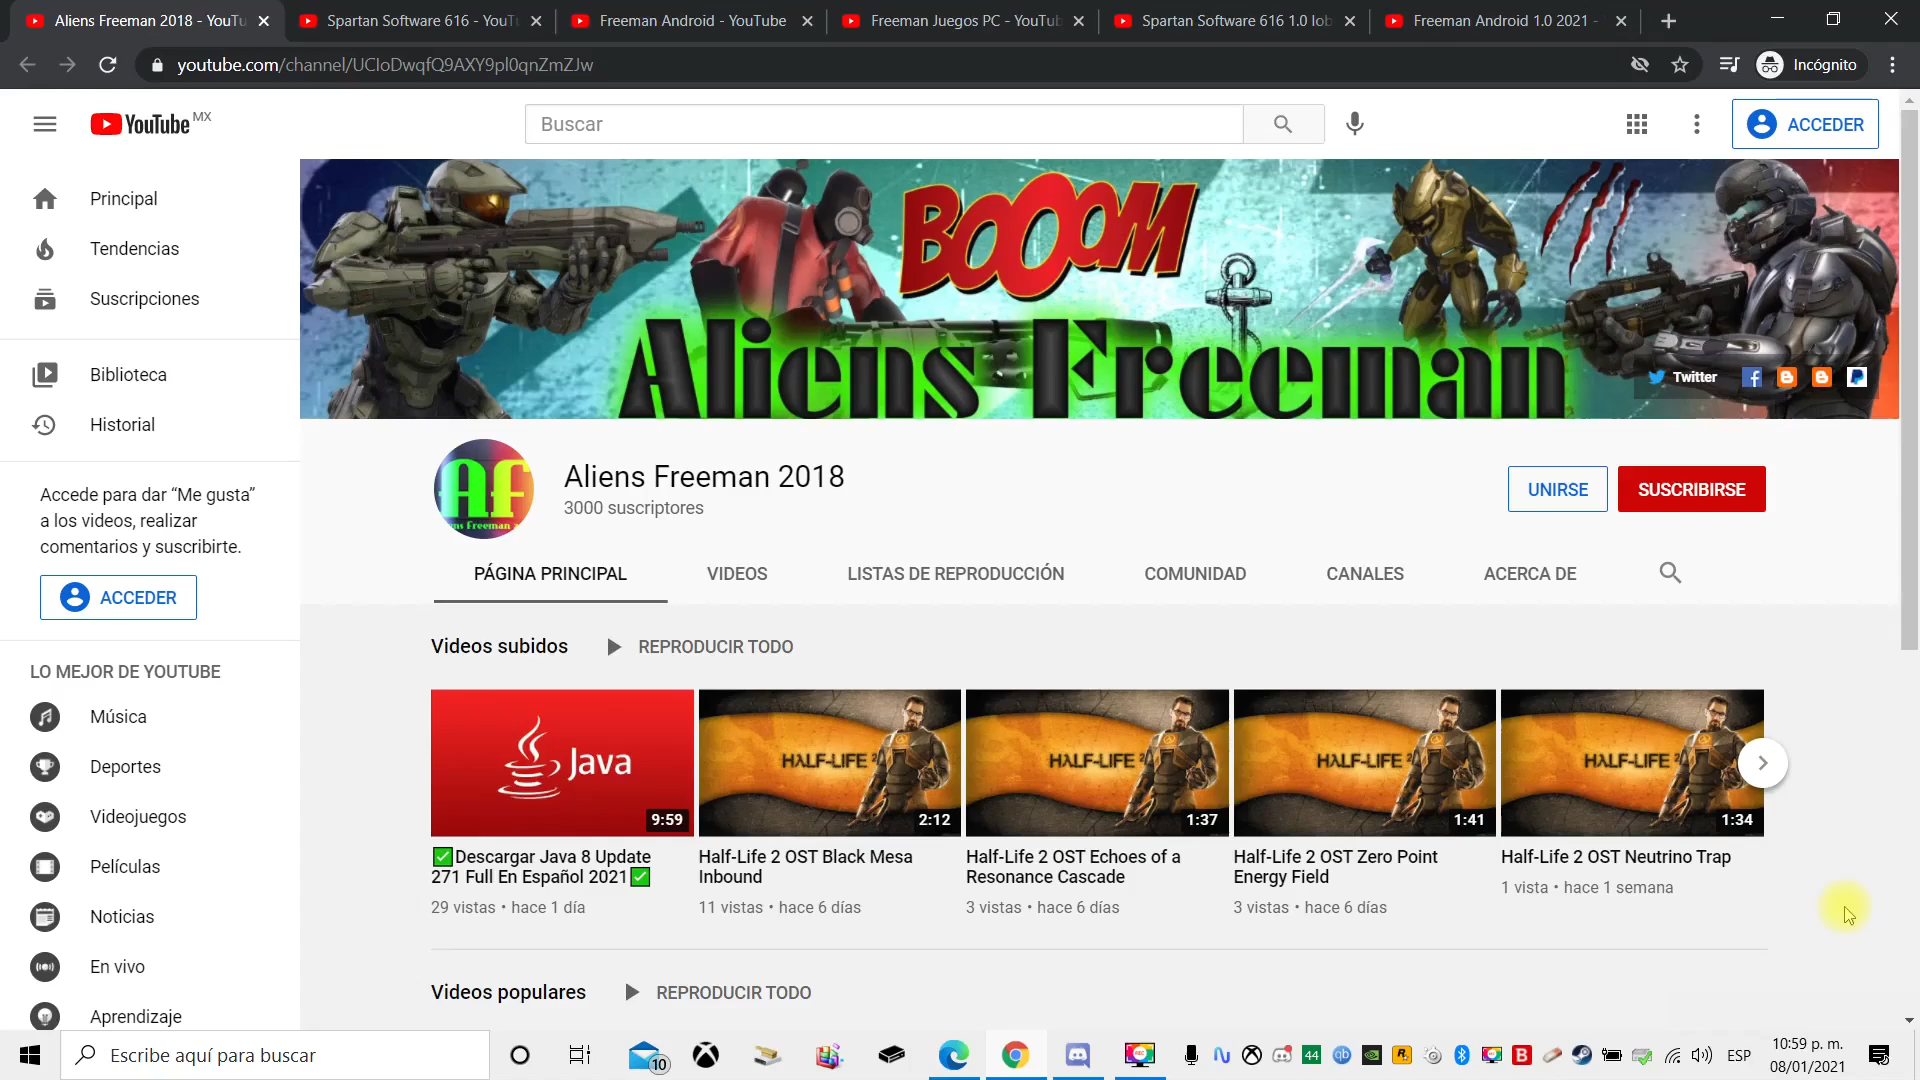 Aliens Freeman 2018 - YouTu
Spartan Software 616 - YouT
Freeman Android - YouTube
Freeman Juegos PC - YouTub
Spartan Software 616 1.0 lob
Freeman Android 1.0 2021 -
youtube.com/channel/UCIoDwqfQ9AXY9pl0qnZmZJw
Incógnito
YouTube MX
Buscar
ACCEDER
Principal
Tendencias
Suscripciones
Biblioteca
Historial
Accede para dar “Me gusta”
a los videos, realizar
comentarios y suscribirte.
ACCEDER
LO MEJOR DE YOUTUBE
Música
Deportes
Videojuegos
Películas
Noticias
En vivo
Aprendizaje
BOOOM
Aliens Freeman
Twitter
AF
Aliens Freeman 2018
3000 suscriptores
UNIRSE
SUSCRIBIRSE
PÁGINA PRINCIPAL
VIDEOS
LISTAS DE REPRODUCCIÓN
COMUNIDAD
CANALES
ACERCA DE
Videos subidos
REPRODUCIR TODO
Java
9:59
HALF-LIFE 2
2:12
HALF-LIFE 2
1:37
HALF-LIFE 2
1:41
HALF-LIFE 2
1:34
✅Descargar Java 8 Update
271 Full En Español 2021✅
29 vistas • hace 1 día
Half-Life 2 OST Black Mesa
Inbound
11 vistas • hace 6 días
Half-Life 2 OST Echoes of a
Resonance Cascade
3 vistas • hace 6 días
Half-Life 2 OST Zero Point
Energy Field
3 vistas • hace 6 días
Half-Life 2 OST Neutrino Trap
1 vista • hace 1 semana
Videos populares
REPRODUCIR TODO
Escribe aquí para buscar
10
44
qb
B
ESP
10:59 p. m.
08/01/2021